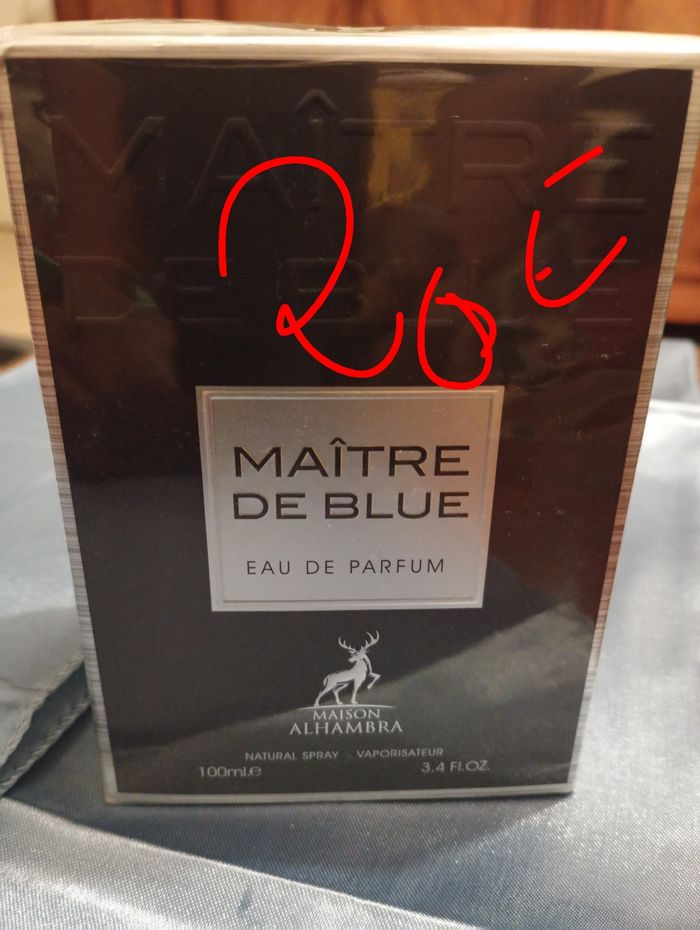 MAÎTRE
DE BLUE
20 €
MAÎTRE
DE BLUE
EAU DE PARFUM
MAISON
ALHAMBRA
NATURAL SPRAY - VAPORISATEUR
100ml.e 3.4 Fl.OZ.